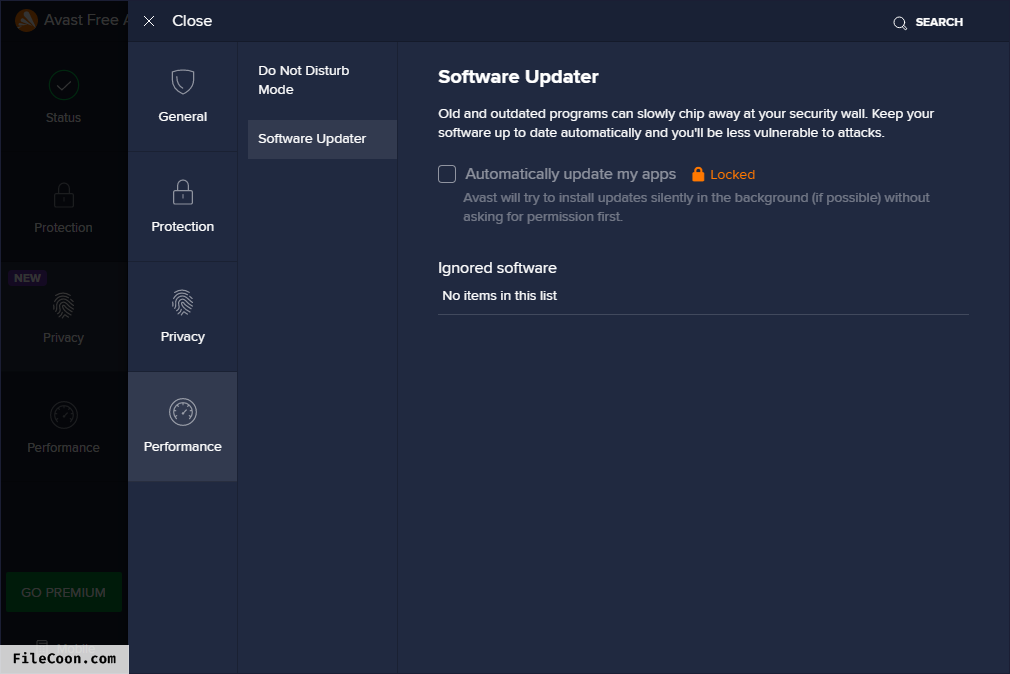 Avast Free A
Close
SEARCH
Status
Protection
NEW
Privacy
Performance
GO PREMIUM
FileCoon.com
General
Protection
Privacy
Performance
Do Not Disturb
Mode
Software Updater
Software Updater
Old and outdated programs can slowly chip away at your security wall. Keep your
software up to date automatically and you'll be less vulnerable to attacks.
Automatically update my apps Locked
Avast will try to install updates silently in the background (if possible) without
asking for permission first.
Ignored software
No items in this list